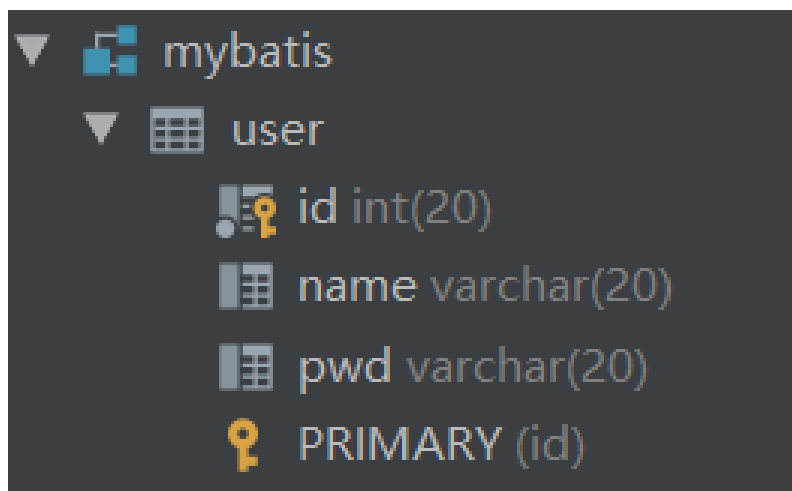 mybatis
user
id int(20)
name varchar(20)
pwd varchar(20)
PRIMARY (id)